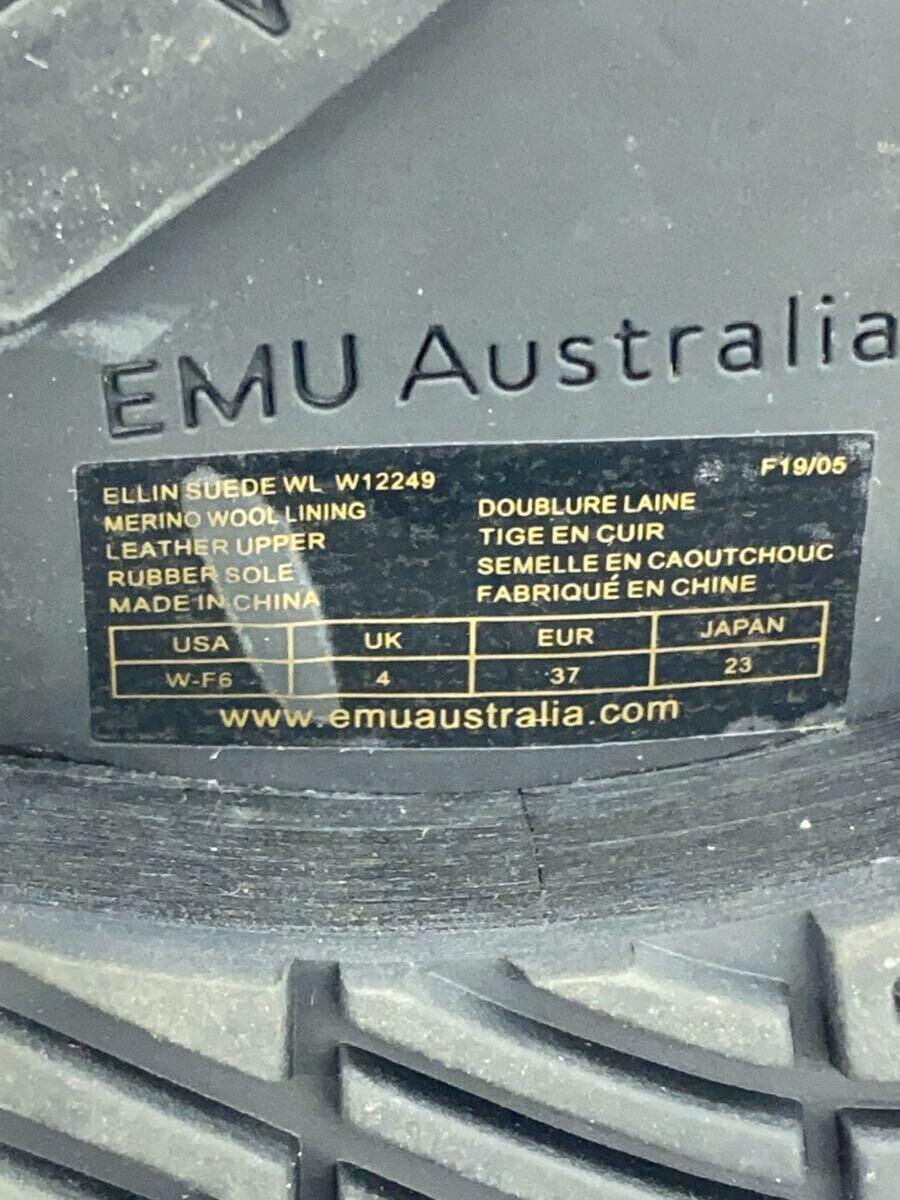 EMU Australia
F19/05
ELLIN SUEDE WL W12249
MERINO WOOL LINING
LEATHER UPPER
RUBBER SOLE
MADE IN CHINA
DOUBLURE LAINE
TIGE EN CUIR
SEMELLE EN CAOUTCHOUC
FABRIQUÉ EN CHINE
USA UK EUR JAPAN
W-F6 4 37 23
www.emuaustralia.com